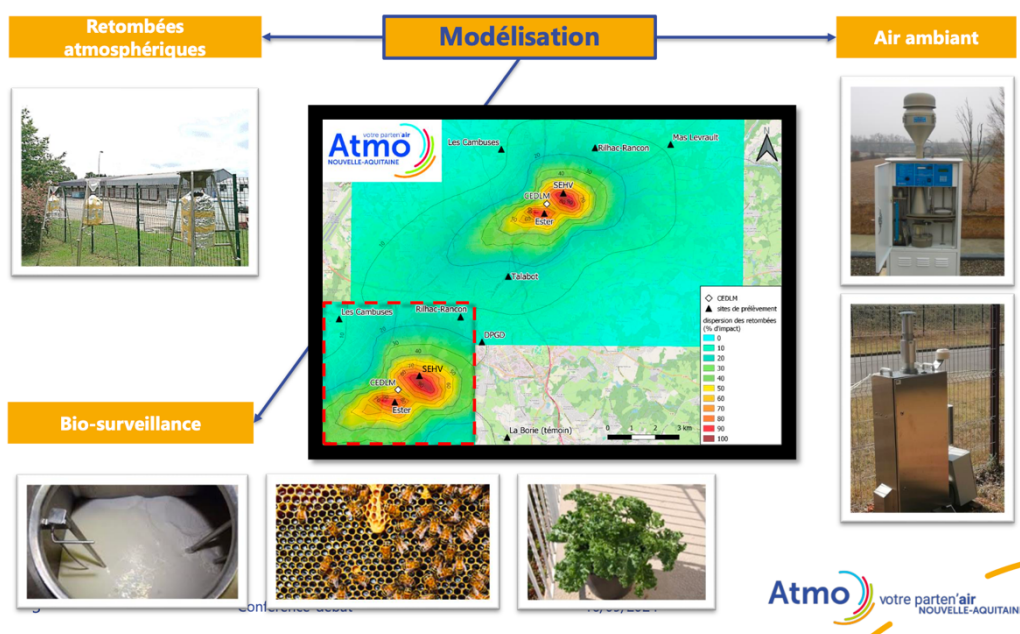 Retombées
atmosphériques
Modélisation
Air ambiant
votre parten'air
Atmo
NOUVELLE-AQUITAINE
Les Cambuses
Rilhac-Rancon
Mas Levrault
SEHV
CEDLM
Ester
Talabot
Les Cambuses
Rilhac-Rancon
DPGD
SEHV
CEDLM
Ester
La Borie (témoin)
CEDLM
sites de prélèvement
dispersion des retombées
(% d'impact)
0
10
20
30
40
50
60
70
80
90
100
0 1 2 3 km
Bio-surveillance
Atmo votre parten'air
NOUVELLE-AQUITAINE